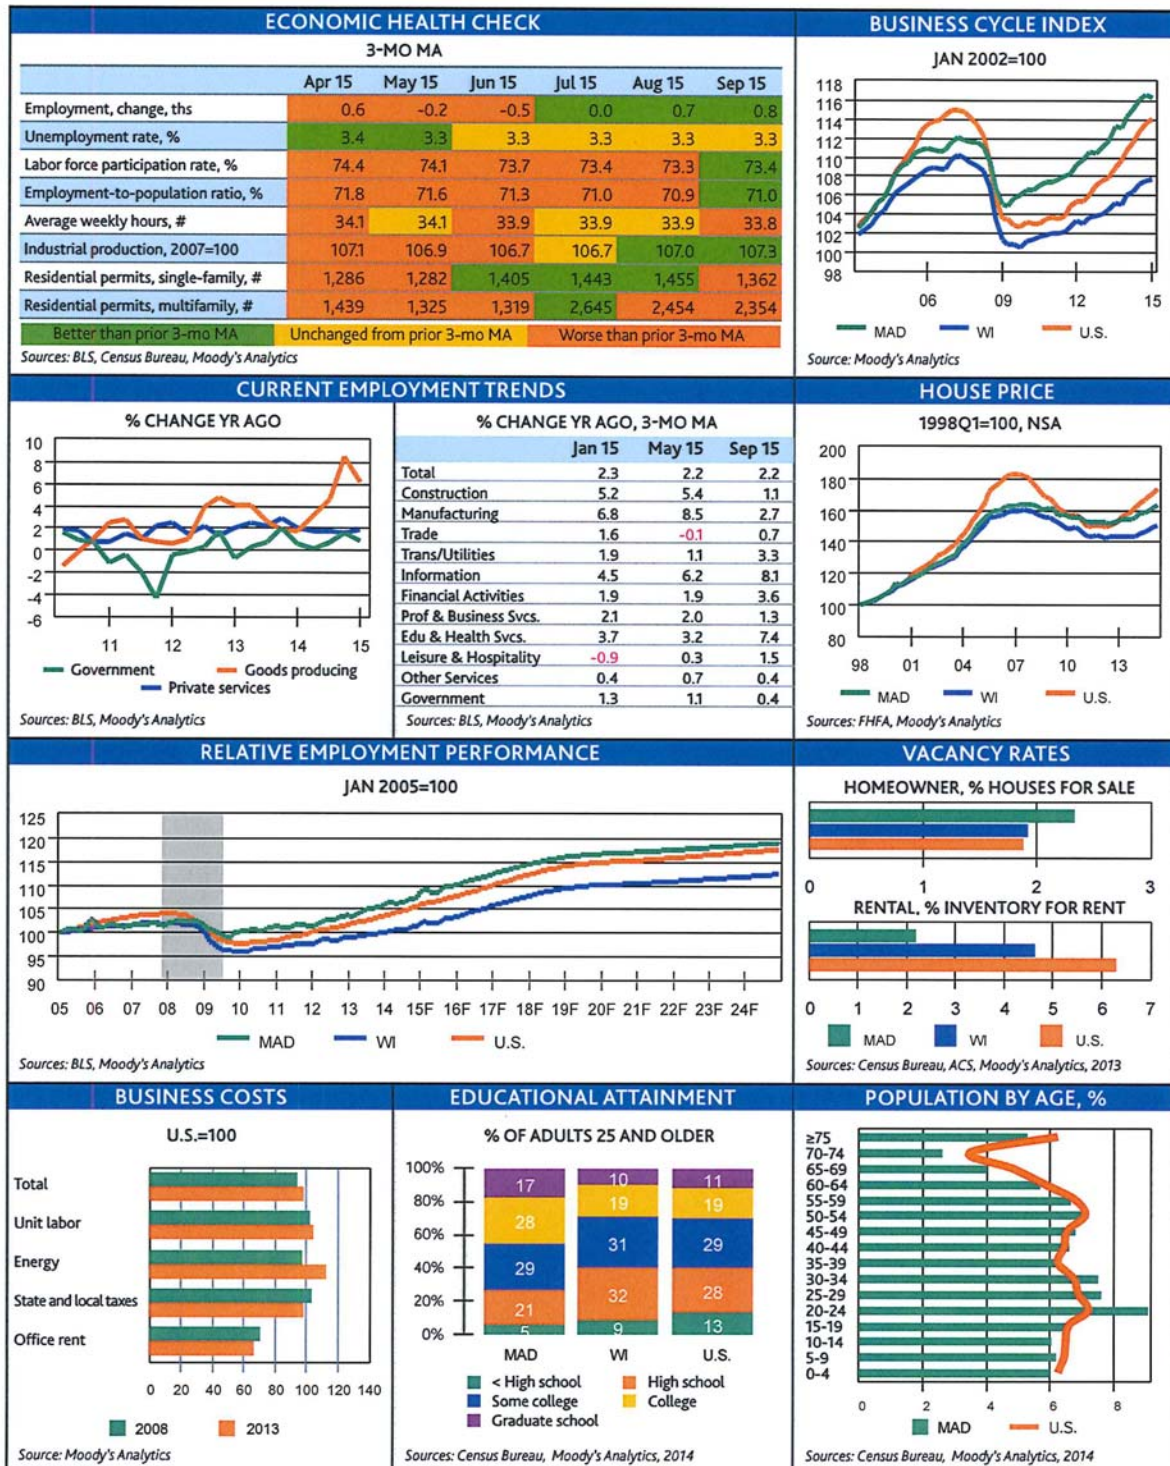 ECONOMIC HEALTH CHECK
3-MO MA
Apr 15 May 15 Jun 15 Jul 15 Aug 15 Sep 15
Employment, change, ths 0.6 -0.2 -0.5 0.0 0.7 0.8
Unemployment rate, % 3.4 3.3 3.3 3.3 3.3 3.3
Labor force participation rate, % 74.4 74.1 73.7 73.4 73.3 73.4
Employment-to-population ratio, % 71.8 71.6 71.3 71.0 70.9 71.0
Average weekly hours, # 34.1 34.1 33.9 33.9 33.9 33.8
Industrial production, 2007=100 107.1 106.9 106.7 106.7 107.0 107.3
Residential permits, single-family, # 1,286 1,282 1,405 1,443 1,455 1,362
Residential permits, multifamily, # 1,439 1,325 1,319 2,645 2,454 2,354
Better than prior 3-mo MA Unchanged from prior 3-mo MA Worse than prior 3-mo MA
Sources: BLS, Census Bureau, Moody's Analytics
BUSINESS CYCLE INDEX
JAN 2002=100
118
116
114
112
110
108
106
104
102
100
98
06 09 12 15
MAD WI U.S.
Source: Moody's Analytics
CURRENT EMPLOYMENT TRENDS
% CHANGE YR AGO
10
8
6
4
2
0
-2
-4
-6
11 12 13 14 15
Government Goods producing
Private services
Sources: BLS, Moody's Analytics
% CHANGE YR AGO, 3-MO MA
Jan 15 May 15 Sep 15
Total 2.3 2.2 2.2
Construction 5.2 5.4 1.1
Manufacturing 6.8 8.5 2.7
Trade 1.6 -0.1 0.7
Trans/Utilities 1.9 1.1 3.3
Information 4.5 6.2 8.1
Financial Activities 1.9 1.9 3.6
Prof & Business Svcs. 2.1 2.0 1.3
Edu & Health Svcs. 3.7 3.2 7.4
Leisure & Hospitality -0.9 0.3 1.5
Other Services 0.4 0.7 0.4
Government 1.3 1.1 0.4
Sources: BLS, Moody's Analytics
HOUSE PRICE
1998Q1=100, NSA
200
180
160
140
120
100
80
98 01 04 07 10 13
MAD WI U.S.
Sources: FHFA, Moody's Analytics
RELATIVE EMPLOYMENT PERFORMANCE
JAN 2005=100
125
120
115
110
105
100
95
90
05 06 07 08 09 10 11 12 13 14 15F 16F 17F 18F 19F 20F 21F 22F 23F 24F
MAD WI U.S.
Sources: BLS, Moody's Analytics
VACANCY RATES
HOMEOWNER, % HOUSES FOR SALE
0 1 2 3
RENTAL, % INVENTORY FOR RENT
0 1 2 3 4 5 6 7
MAD WI U.S.
Sources: Census Bureau, ACS, Moody's Analytics, 2013
BUSINESS COSTS
U.S.=100
Total
Unit labor
Energy
State and local taxes
Office rent
0 20 40 60 80 100 120 140
2008 2013
Source: Moody's Analytics
EDUCATIONAL ATTAINMENT
% OF ADULTS 25 AND OLDER
100%
80%
60%
40%
20%
0%
17 10 11
28 19 19
29 31 29
21 32 28
5 9 13
MAD WI U.S.
< High school High school
Some college College
Graduate school
Sources: Census Bureau, Moody's Analytics, 2014
POPULATION BY AGE, %
≥75
70-74
65-69
60-64
55-59
50-54
45-49
40-44
35-39
30-34
25-29
20-24
15-19
10-14
5-9
0-4
0 2 4 6 8
MAD U.S.
Sources: Census Bureau, Moody's Analytics, 2014